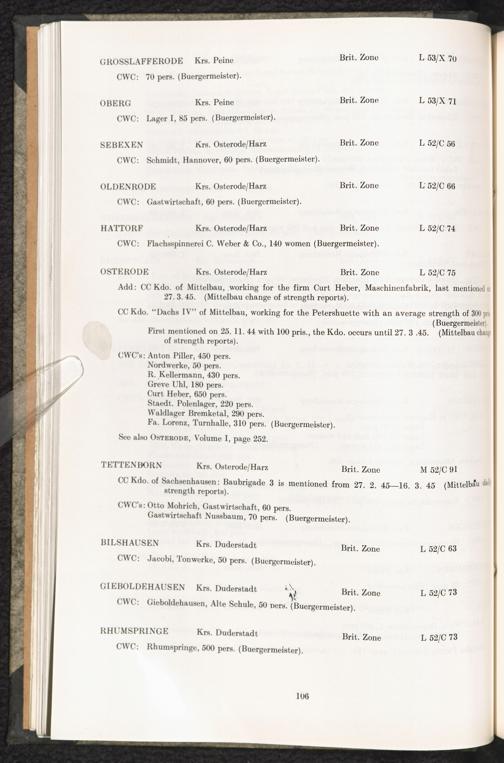 GROSSLAFFERODE Krs. Peine Brit. Zone L 53/X 70
CWC: 70 pers. (Buergermeister).
OBERG Krs. Peine Brit. Zone L 53/X 71
CWC: Lager I, 85 pers. (Buergermeister).
SEBEXEN Krs. Osterode/Harz Brit. Zone L 52/C 56
CWC: Schmidt, Hannover, 60 pers. (Buergermeister).
OLDENRODE Krs. Osterode/Harz Brit. Zone L 52/C 66
CWC: Gastwirtschaft, 60 pers. (Buergermeister).
HATTORF Krs. Osterode/Harz Brit. Zone L 52/C 74
CWC: Flachsspinnerei C. Weber & Co., 140 women (Buergermeister).
OSTERODE Krs. Osterode/Harz Brit. Zone L 52/C 75
Add: CC Kdo. of Mittelbau, working for the firm Curt Heber, Maschinenfabrik, last mentioned
27. 3. 45. (Mittelbau change of strength reports).
CC Kdo. "Dachs IV" of Mittelbau, working for the Petershuette with an average strength of 300
(Buergermeister).
First mentioned on 25. 11. 44 with 100 pris., the Kdo. occurs until 27. 3 .45. (Mittelbau
of strength reports).
CWC's: Anton Piller, 450 pers.
Nordwerke, 50 pers.
R. Kellermann, 430 pers.
Greve Uhl, 180 pers.
Curt Heber, 650 pers.
Staedt. Polenlager, 220 pers.
Waldlager Bremketal, 290 pers.
Fa. Lorenz, Turnhalle, 310 pers. (Buergermeister).
See also OSTERODE, Volume I, page 252.
TETTENBORN Krs. Osterode/Harz Brit. Zone M 52/C 91
CC Kdo. of Sachsenhausen: Baubrigade 3 is mentioned from 27. 2. 45—16. 3. 45 (Mittelbau
strength reports).
CWC's: Otto Mohrich, Gastwirtschaft, 60 pers.
Gastwirtschaft Nussbaum, 70 pers. (Buergermeister).
BILSHAUSEN Krs. Duderstadt Brit. Zone L 52/C 63
CWC: Jacobi, Tonwerke, 50 pers. (Buergermeister).
GIEBOLDEHAUSEN Krs. Duderstadt Brit. Zone L 52/C 73
CWC: Gieboldehausen, Alte Schule, 50 pers. (Buergermeister).
RHUMSPRINGE Krs. Duderstadt Brit. Zone L 52/C 73
CWC: Rhumspringe, 500 pers. (Buergermeister).
106